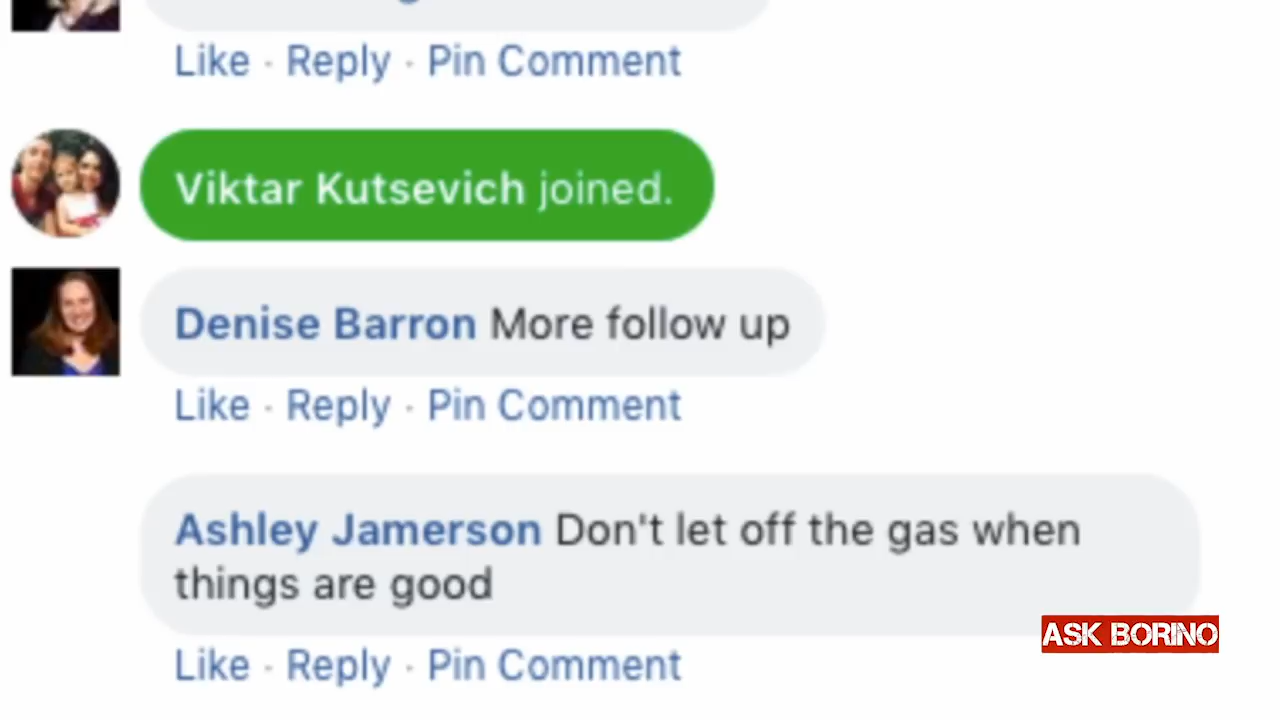 Like · Reply · Pin Comment
Viktar Kutsevich joined.
Denise Barron More follow up
Like · Reply · Pin Comment
Ashley Jamerson Don't let off the gas when
things are good
ASK BORINO
Like · Reply · Pin Comment